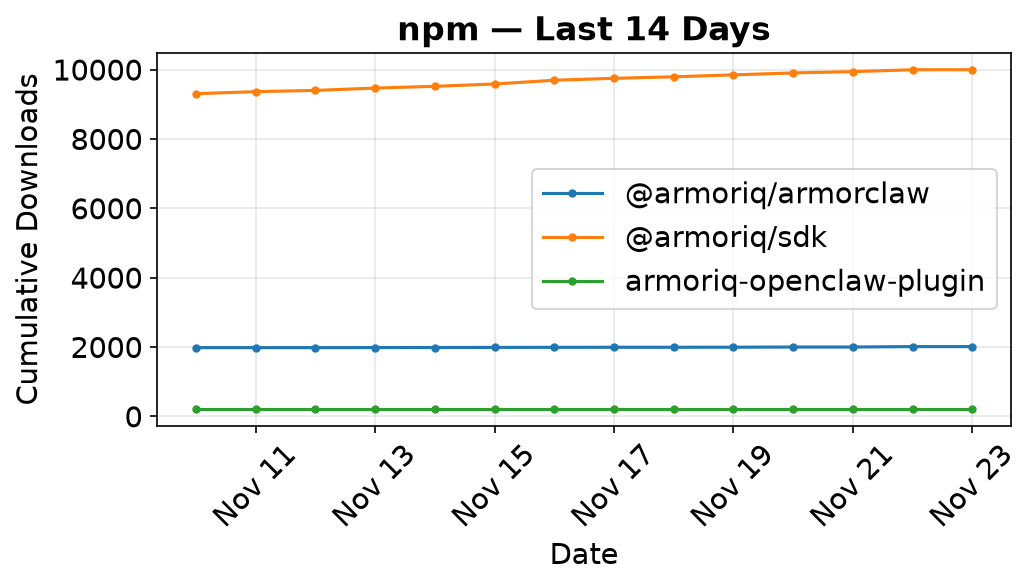 npm — Last 14 Days
Cumulative Downloads
10000
8000
6000
4000
2000
0
@armoriq/armorclaw
@armoriq/sdk
armoriq-openclaw-plugin
Nov 11
Nov 13
Nov 15
Nov 17
Nov 19
Nov 21
Nov 23
Date